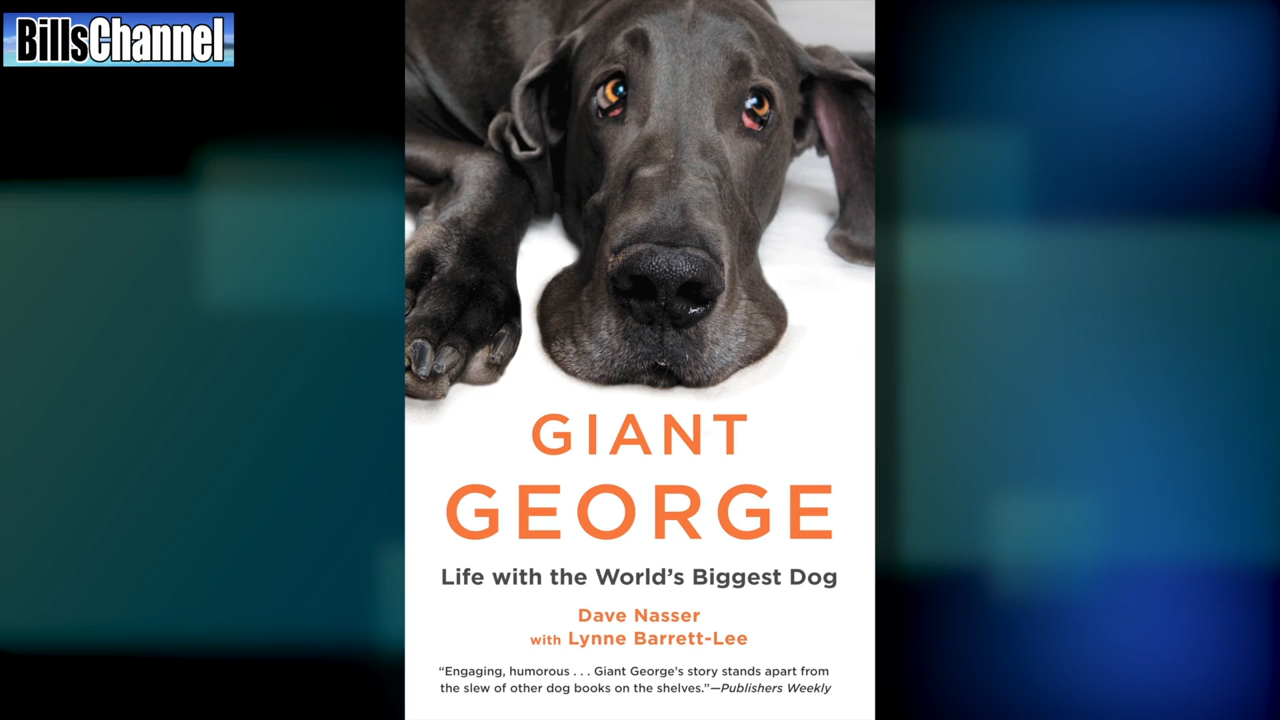 BillsChannel
GIANT
GEORGE
Life with the World’s Biggest Dog
Dave Nasser
with Lynne Barrett-Lee
“Engaging, humorous . . . Giant George’s story stands apart from
the slew of other dog books on the shelves.”—Publishers Weekly